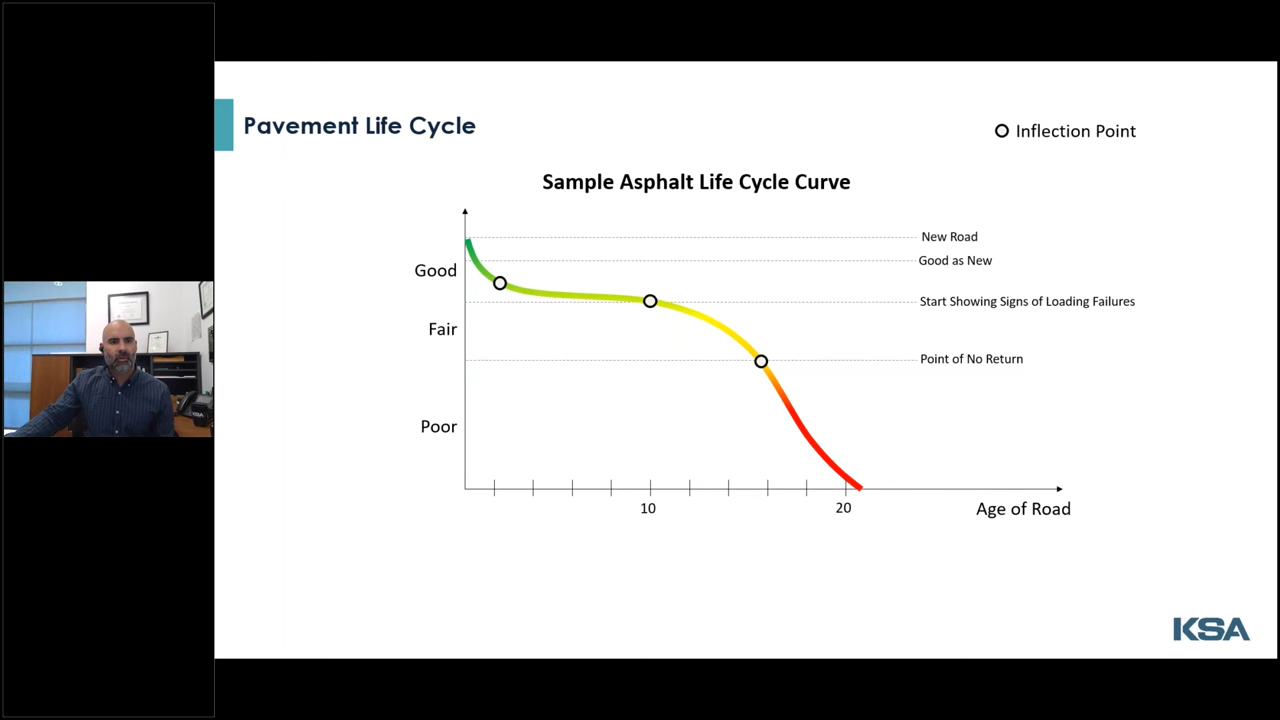 Pavement Life Cycle
Inflection Point
Sample Asphalt Life Cycle Curve
New Road
Good as New
Good
Start Showing Signs of Loading Failures
Fair
Point of No Return
Poor
10
20
Age of Road
KSA